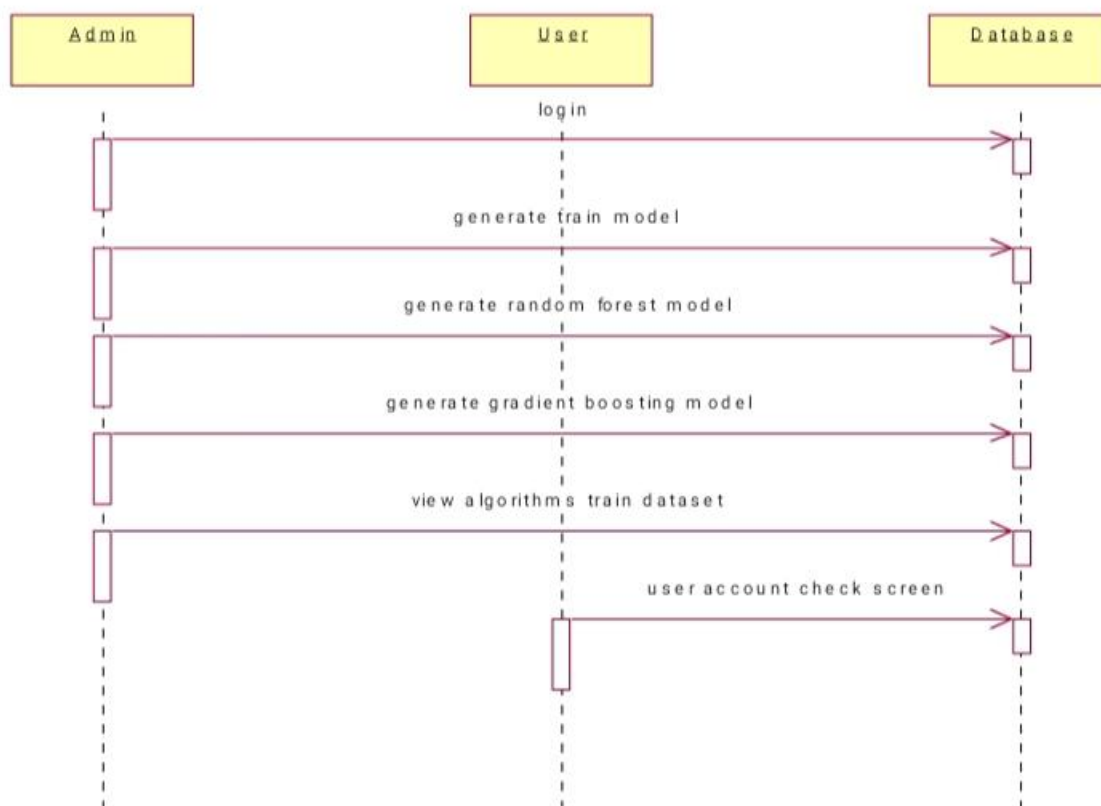 Admin
User
Database
login
generate train model
generate random forest model
generate gradient boosting model
view algorithms train dataset
user account check screen